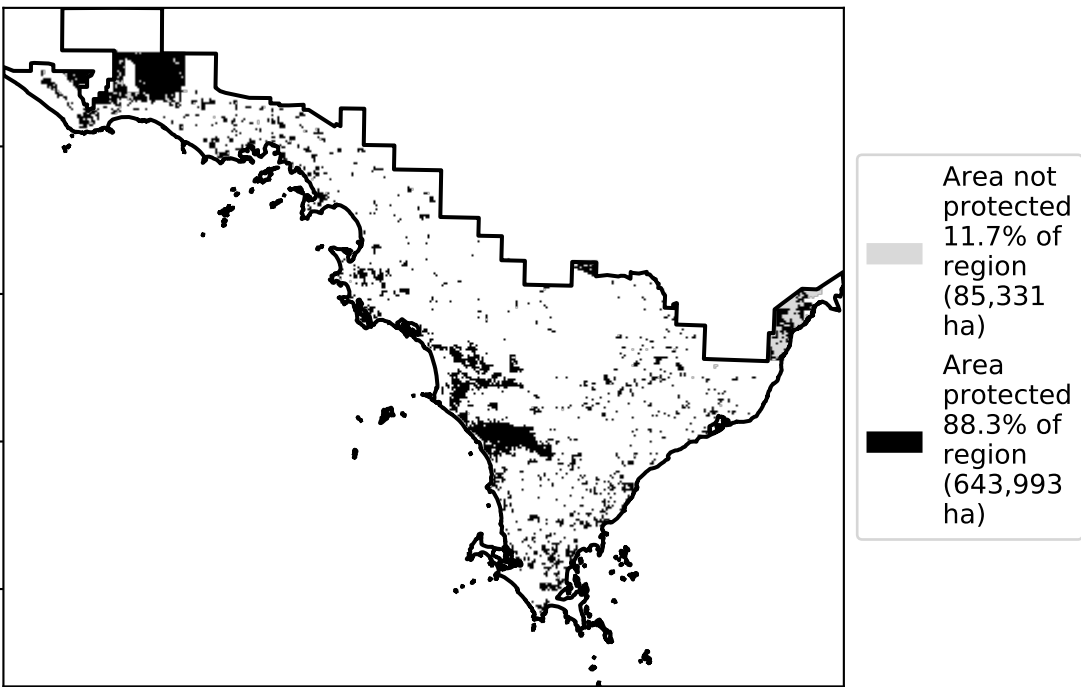 Area not
protected
11.7% of
region
(85,331
ha)
Area
protected
88.3% of
region
(643,993
ha)